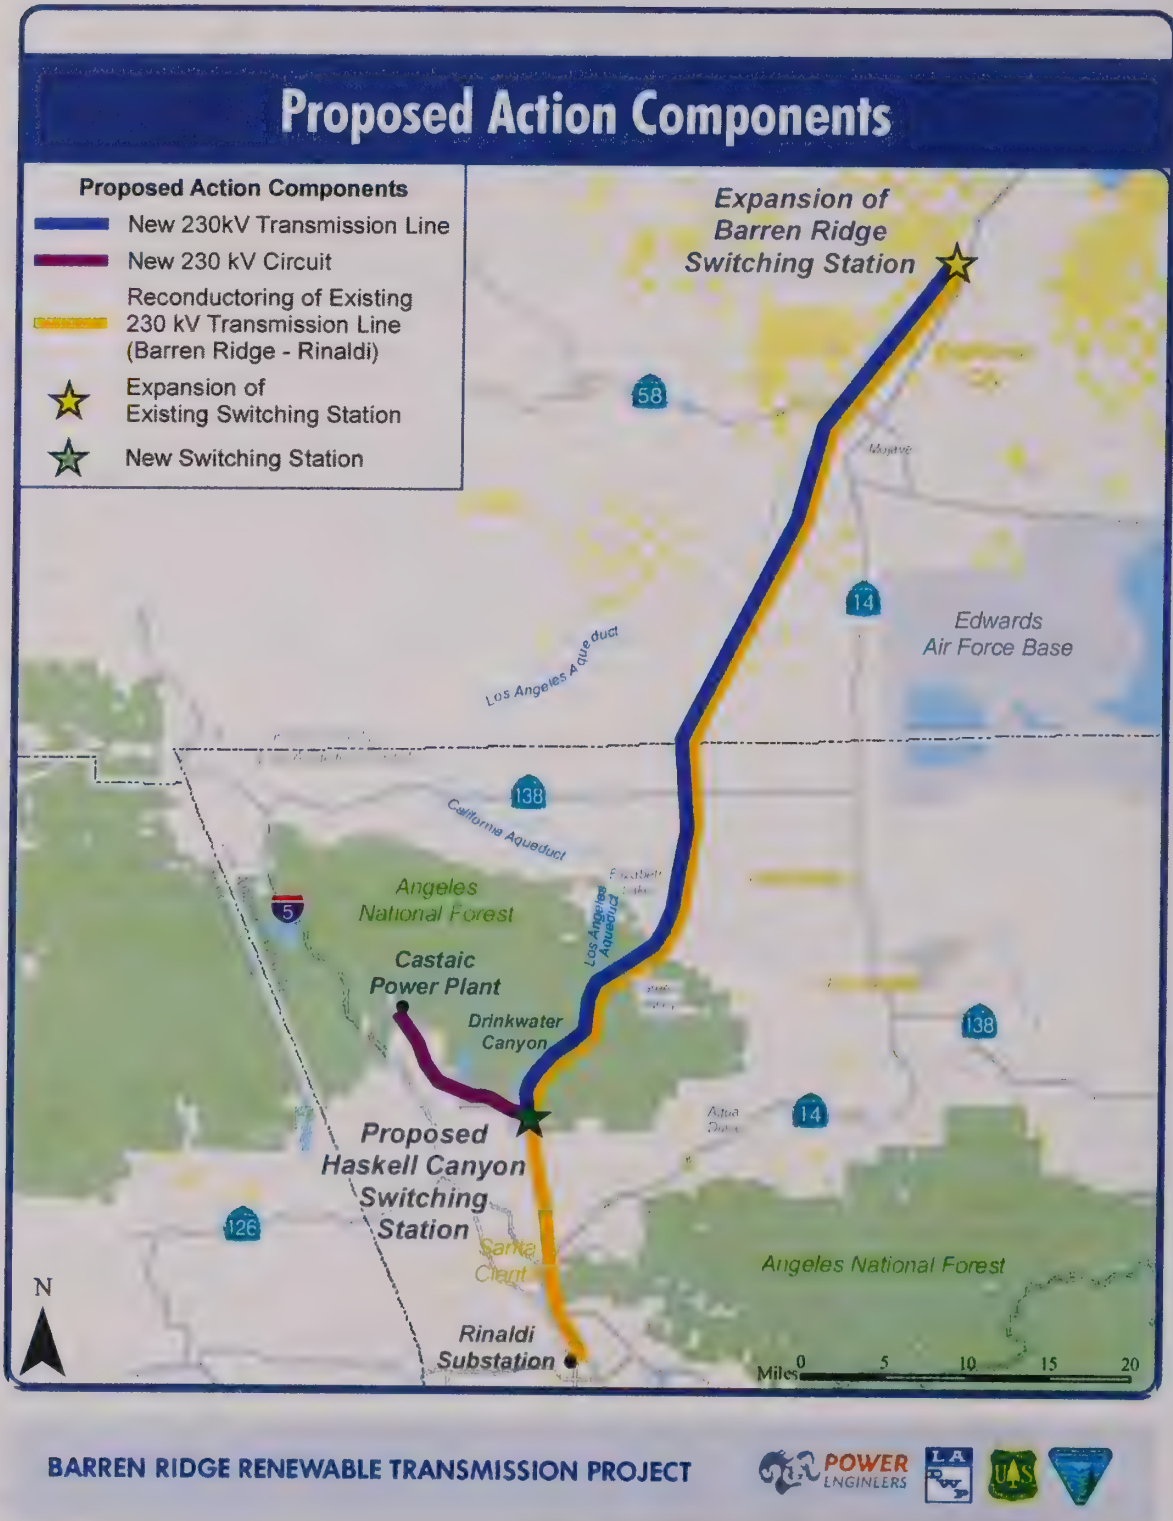 Proposed Action Components
Proposed Action Components
New 230kV Transmission Line
New 230 kV Circuit
Reconductoring of Existing
230 kV Transmission Line
(Barren Ridge - Rinaldi)
Expansion of
Existing Switching Station
New Switching Station
Expansion of
Barren Ridge
Switching Station
58
Mojave
14
Edwards
Air Force Base
Los Angeles Aqueduct
138
California Aqueduct
Los Angeles
Aqueduct
Angeles
National Forest
5
Castaic
Power Plant
Drinkwater
Canyon
138
14
Proposed
Haskell Canyon
Switching
Station
126
Santa
Angeles National Forest
N
Rinaldi
Substation
Miles
0 5 10 15 20
BARREN RIDGE RENEWABLE TRANSMISSION PROJECT
POWER
ENGINEERS
LA
DWP
US